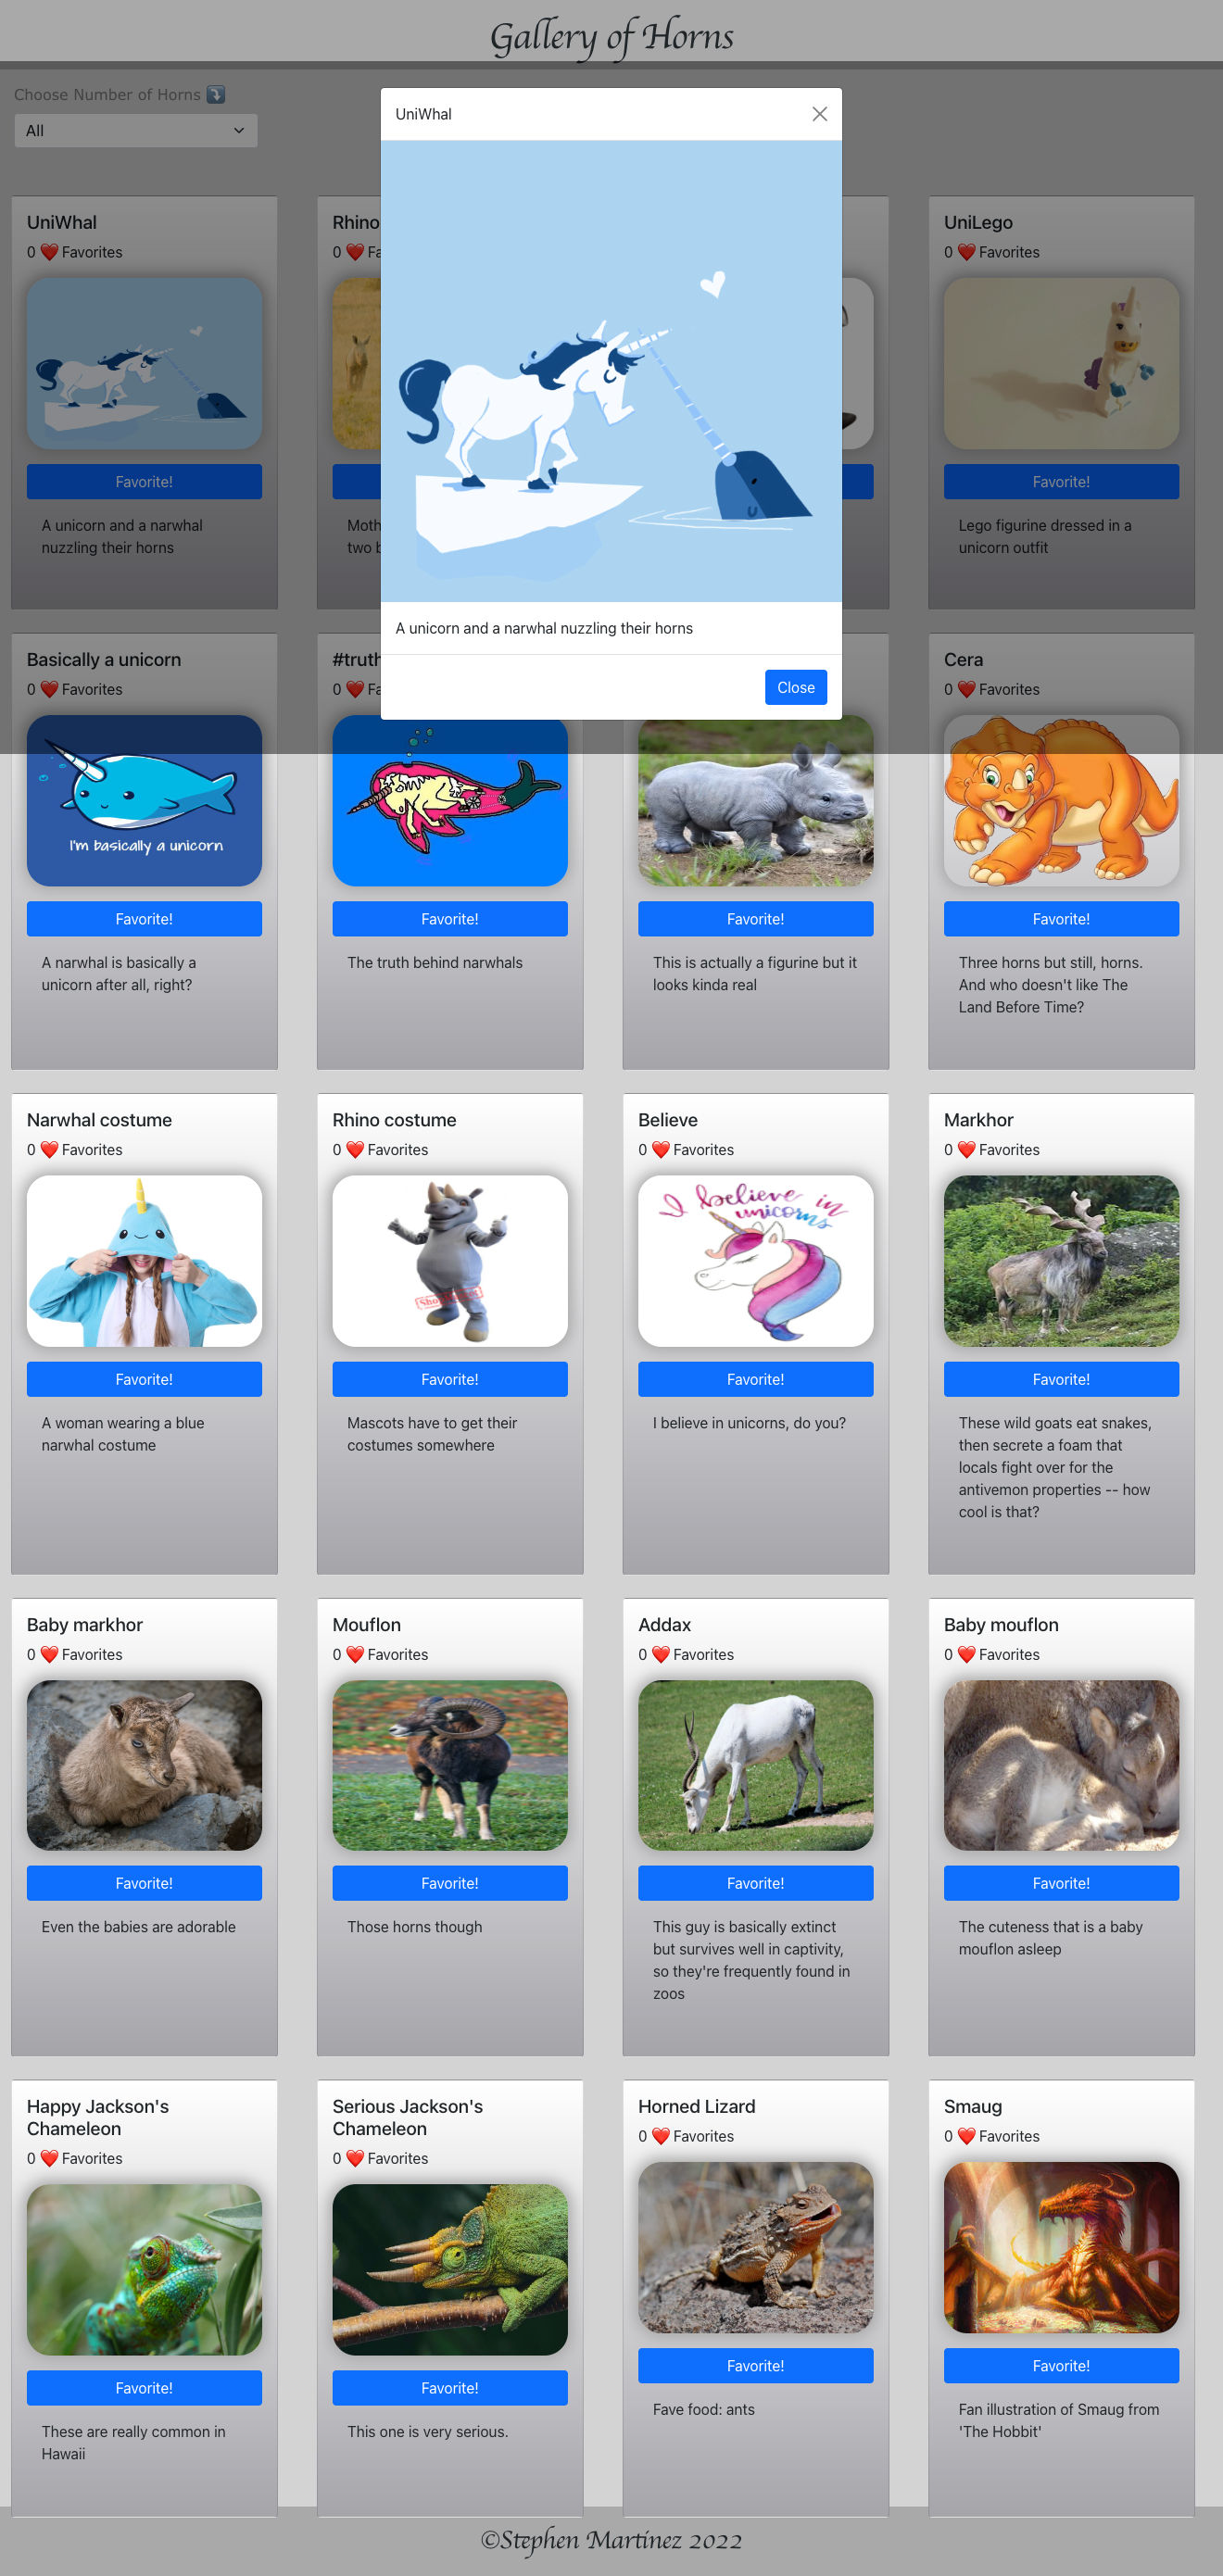 Gallery of Horns
Choose Number of Horns
All
UniWhal
A unicorn and a narwhal nuzzling their horns
Close
UniWhal
0 ❤️ Favorites
Favorite!
A unicorn and a narwhal
nuzzling their horns
Rhino
0 ❤️ Fa
Moth
two b
UniLego
0 ❤️ Favorites
Favorite!
Lego figurine dressed in a
unicorn outfit
Basically a unicorn
0 ❤️ Favorites
I'm basically a unicorn
Favorite!
A narwhal is basically a
unicorn after all, right?
#truth
0 ❤️ Fa
Favorite!
The truth behind narwhals
Favorite!
This is actually a figurine but it
looks kinda real
Cera
0 ❤️ Favorites
Favorite!
Three horns but still, horns.
And who doesn't like The
Land Before Time?
Narwhal costume
0 ❤️ Favorites
Favorite!
A woman wearing a blue
narwhal costume
Rhino costume
0 ❤️ Favorites
Favorite!
Mascots have to get their
costumes somewhere
Believe
0 ❤️ Favorites
I believe in
unicorns
Favorite!
I believe in unicorns, do you?
Markhor
0 ❤️ Favorites
Favorite!
These wild goats eat snakes,
then secrete a foam that
locals fight over for the
antivemon properties -- how
cool is that?
Baby markhor
0 ❤️ Favorites
Favorite!
Even the babies are adorable
Mouflon
0 ❤️ Favorites
Favorite!
Those horns though
Addax
0 ❤️ Favorites
Favorite!
This guy is basically extinct
but survives well in captivity,
so they're frequently found in
zoos
Baby mouflon
0 ❤️ Favorites
Favorite!
The cuteness that is a baby
mouflon asleep
Happy Jackson's
Chameleon
0 ❤️ Favorites
Favorite!
These are really common in
Hawaii
Serious Jackson's
Chameleon
0 ❤️ Favorites
Favorite!
This one is very serious.
Horned Lizard
0 ❤️ Favorites
Favorite!
Fave food: ants
Smaug
0 ❤️ Favorites
Favorite!
Fan illustration of Smaug from
'The Hobbit'
©Stephen Martinez 2022